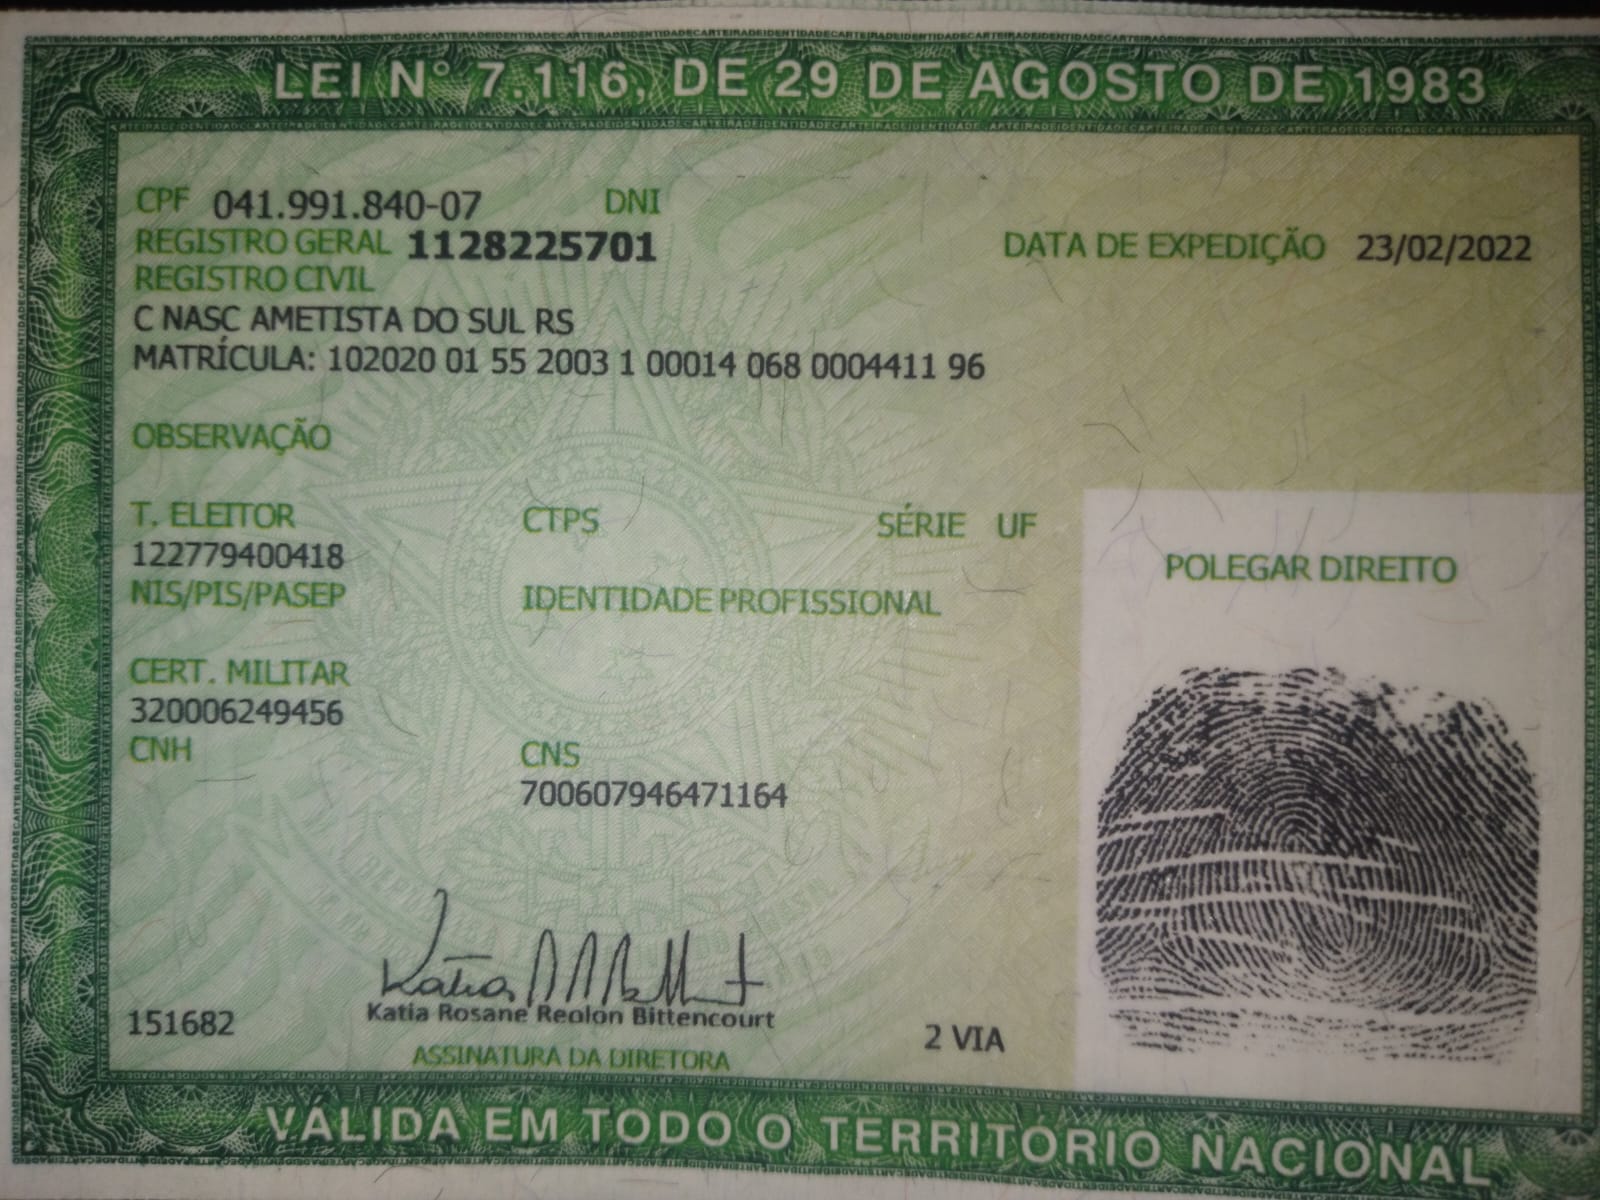 LEI N° 7.116, DE 29 DE AGOSTO DE 1983
CPF 041.991.840-07 DNI
REGISTRO GERAL 1128225701 DATA DE EXPEDIÇÃO 23/02/2022
REGISTRO CIVIL
C NASC AMETISTA DO SUL RS
MATRÍCULA: 102020 01 55 2003 1 00014 068 0004411 96
OBSERVAÇÃO
T. ELEITOR CTPS SÉRIE UF
122779400418
NIS/PIS/PASEP IDENTIDADE PROFISSIONAL
POLEGAR DIREITO
CERT. MILITAR
320006249456
CNH CNS
700607946471164
Katia Rosane Reolon Bittencourt
151682 2 VIA
ASSINATURA DA DIRETORA
VÁLIDA EM TODO O TERRITÓRIO NACIONAL